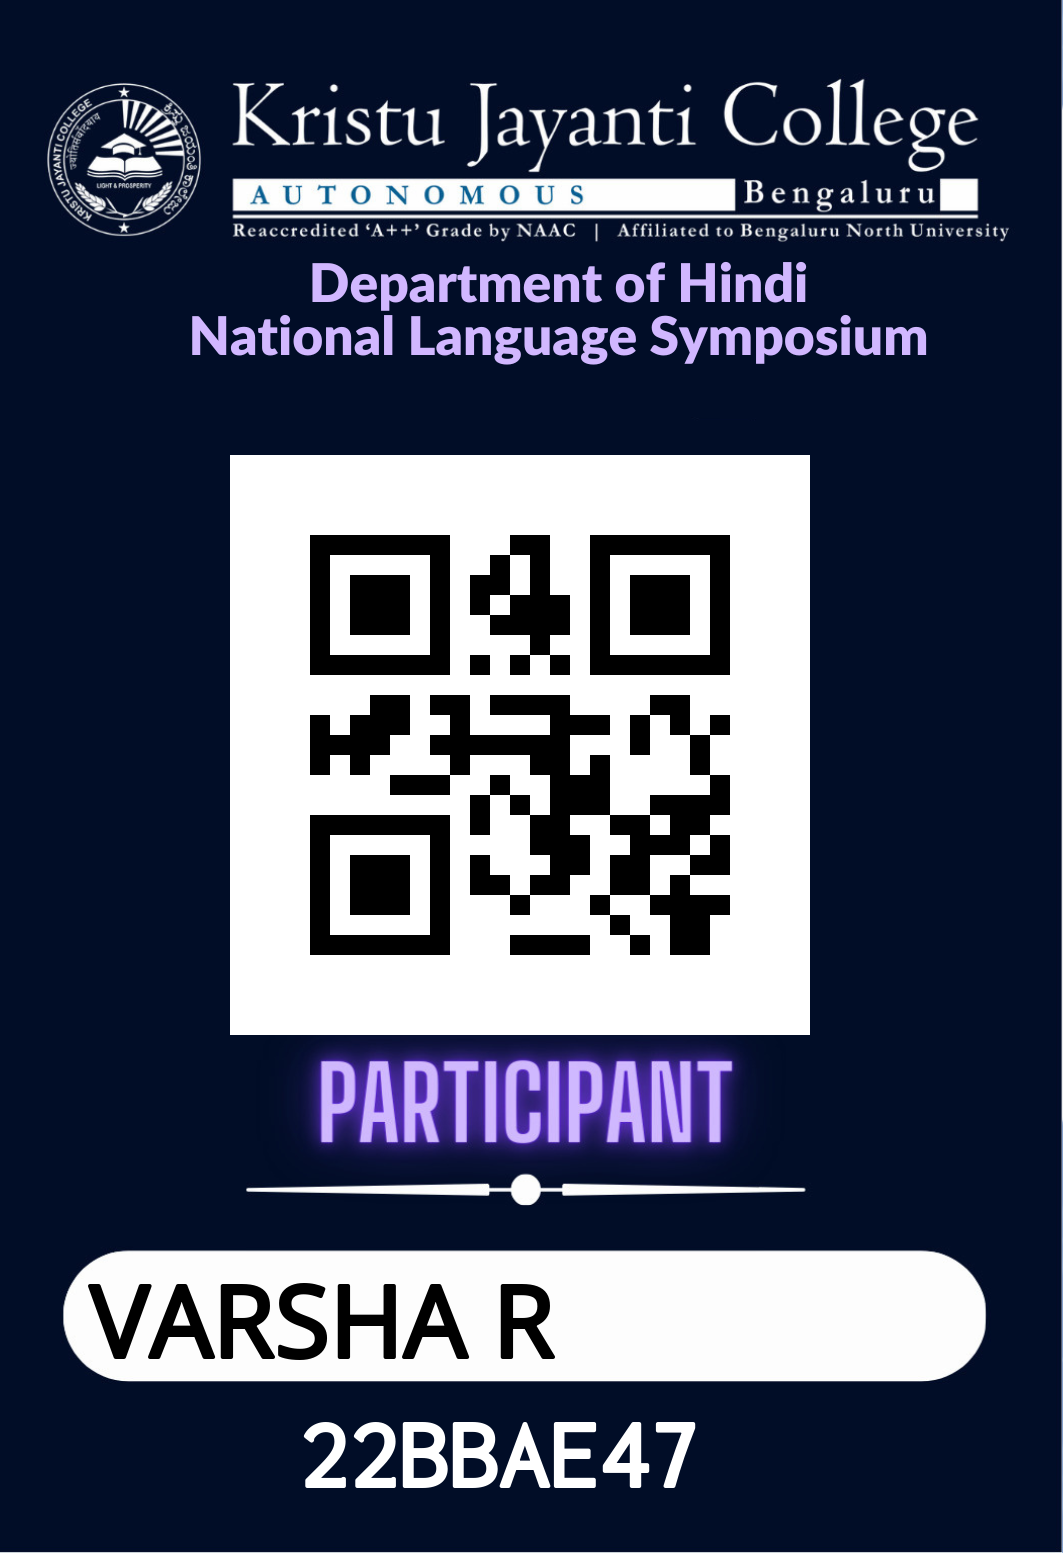 KRISTU JAYANTI COLLEGE
LIGHT & PROSPERITY
Kristu Jayanti College
AUTONOMOUS Bengaluru
Reaccredited ‘A++’ Grade by NAAC | Affiliated to Bengaluru North University
Department of Hindi
National Language Symposium
PARTICIPANT
VARSHA R
22BBAE47